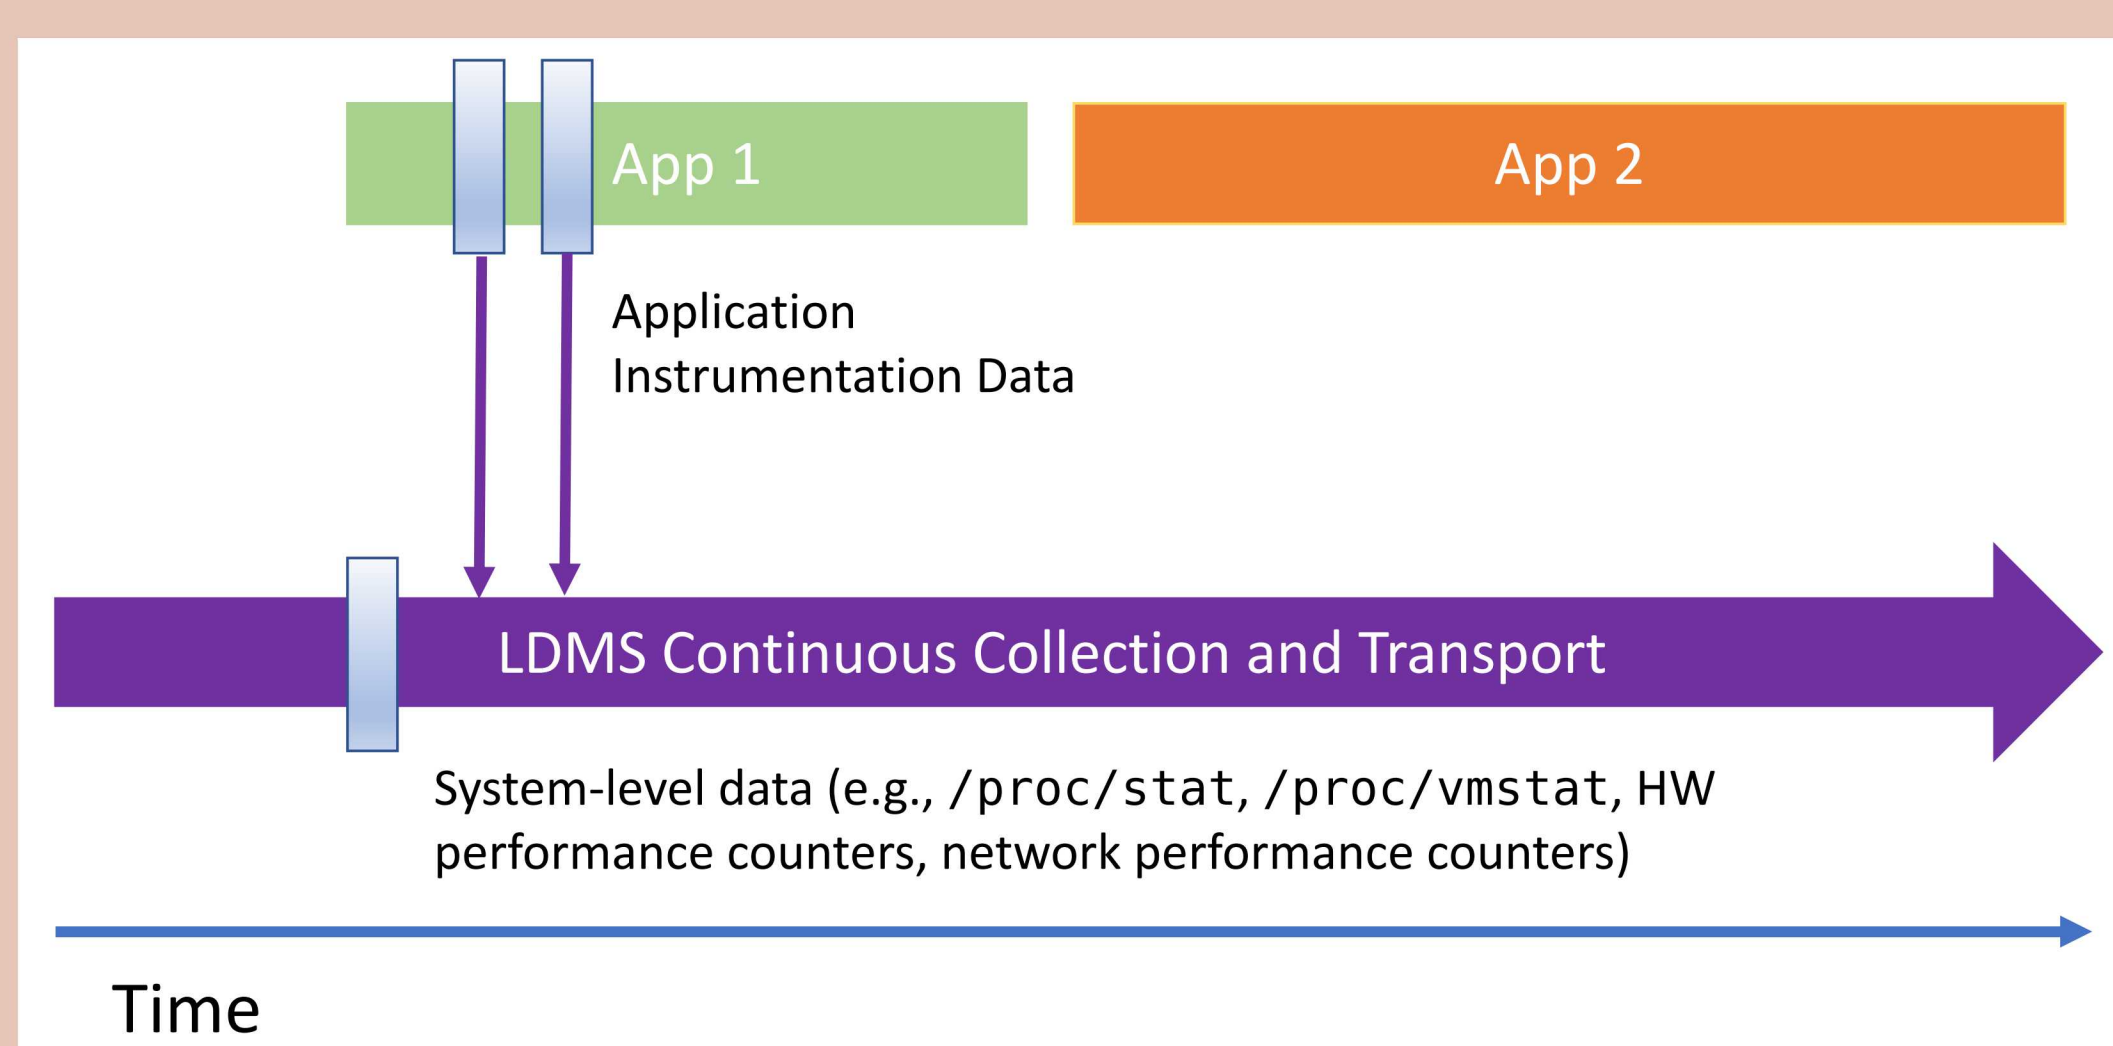 App 1
App 2
Application
Instrumentation Data
LDMS Continuous Collection and Transport
System-level data (e.g., /proc/stat, /proc/vmstat, HW
performance counters, network performance counters)
Time